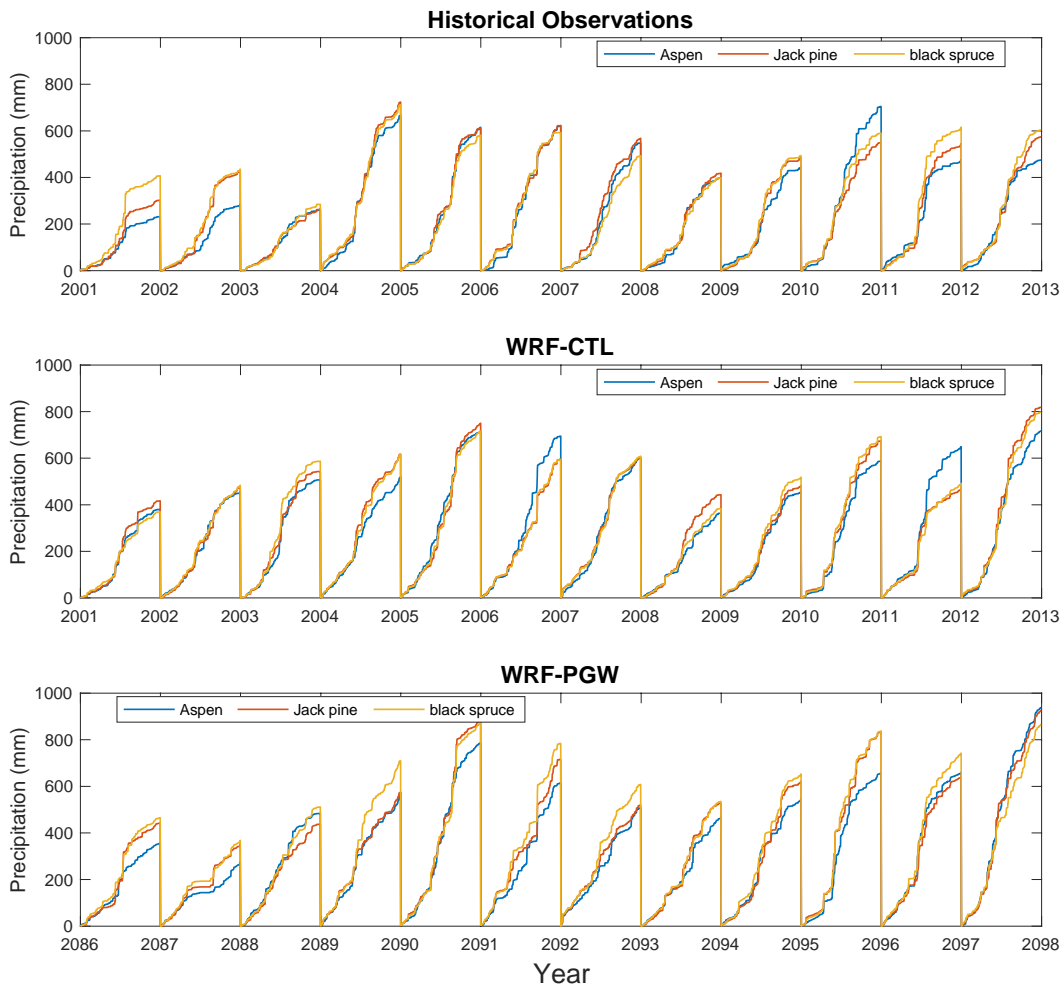 Historical Observations
Precipitation (mm)
1000
800
600
400
200
0
Aspen Jack pine black spruce
2001 2002 2003 2004 2005 2006 2007 2008 2009 2010 2011 2012 2013
WRF-CTL
Precipitation (mm)
1000
800
600
400
200
0
Aspen Jack pine black spruce
2001 2002 2003 2004 2005 2006 2007 2008 2009 2010 2011 2012 2013
WRF-PGW
Precipitation (mm)
1000
800
600
400
200
0
Aspen Jack pine black spruce
2086 2087 2088 2089 2090 2091 2092 2093 2094 2095 2096 2097 2098
Year